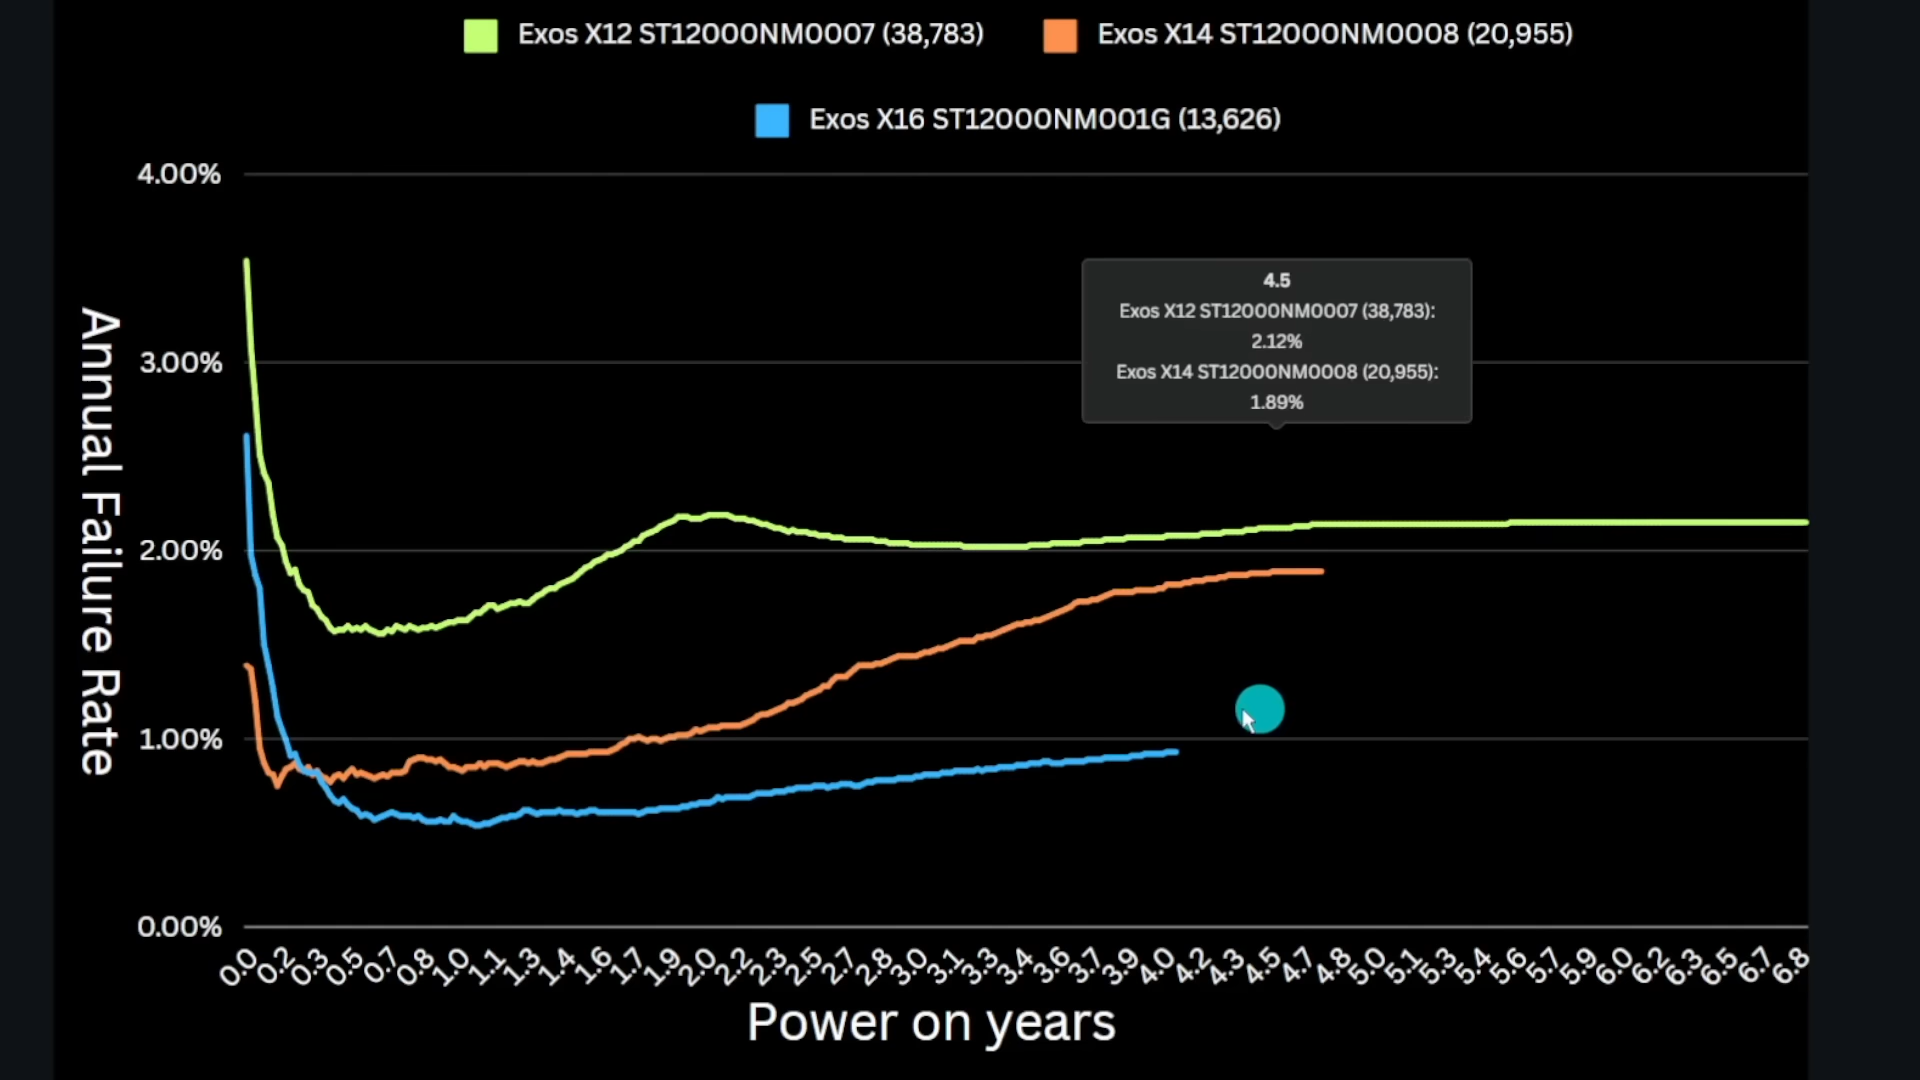 Exos X12 ST12000NM0007 (38,783)
Exos X14 ST12000NM0008 (20,955)
Exos X16 ST12000NM001G (13,626)
4.00%
3.00%
2.00%
1.00%
0.00%
Annual Failure Rate
4.5
Exos X12 ST12000NM0007 (38,783):
2.12%
Exos X14 ST12000NM0008 (20,955):
1.89%
0.0 0.2 0.3 0.5 0.7 0.8 1.0 1.1 1.3 1.4 1.6 1.7 1.9 2.0 2.2 2.3 2.5 2.7 2.8 3.0 3.1 3.3 3.4 3.6 3.7 3.9 4.0 4.2 4.3 4.5 4.7 4.8 5.0 5.1 5.3 5.4 5.6 5.7 5.9 6.0 6.2 6.3 6.5 6.7 6.8
Power on years